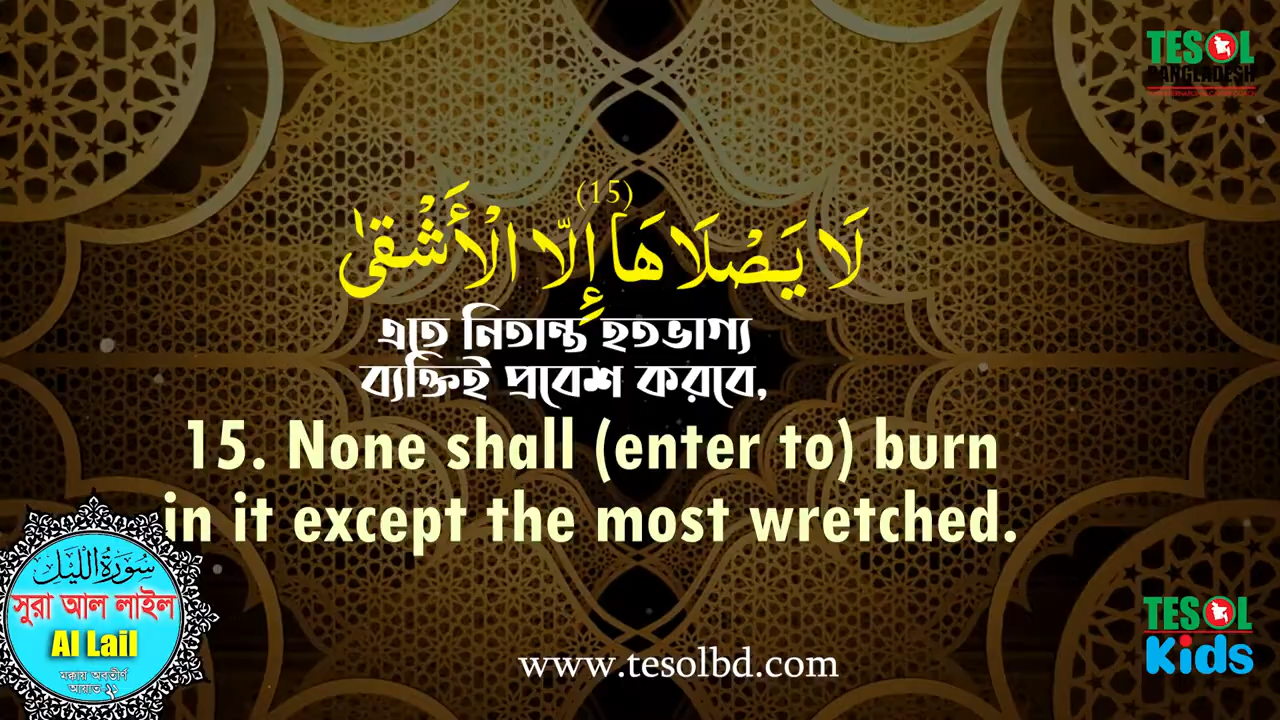 TESOL
BANGLADESH
(15)
لَا يَصْلَاهَا إِلَّا الْأَشْقَىٰ
এতে নিতান্ত হতভাগ্য
ব্যক্তিই প্রবেশ করবে,
15. None shall (enter to) burn
in it except the most wretched.
سُورَةُ اللَّيْل
সুরা আল লাইল
Al Lail
মক্কায় অবতীর্ণ
আয়াত ২১
www.tesolbd.com
TESOL
Kids